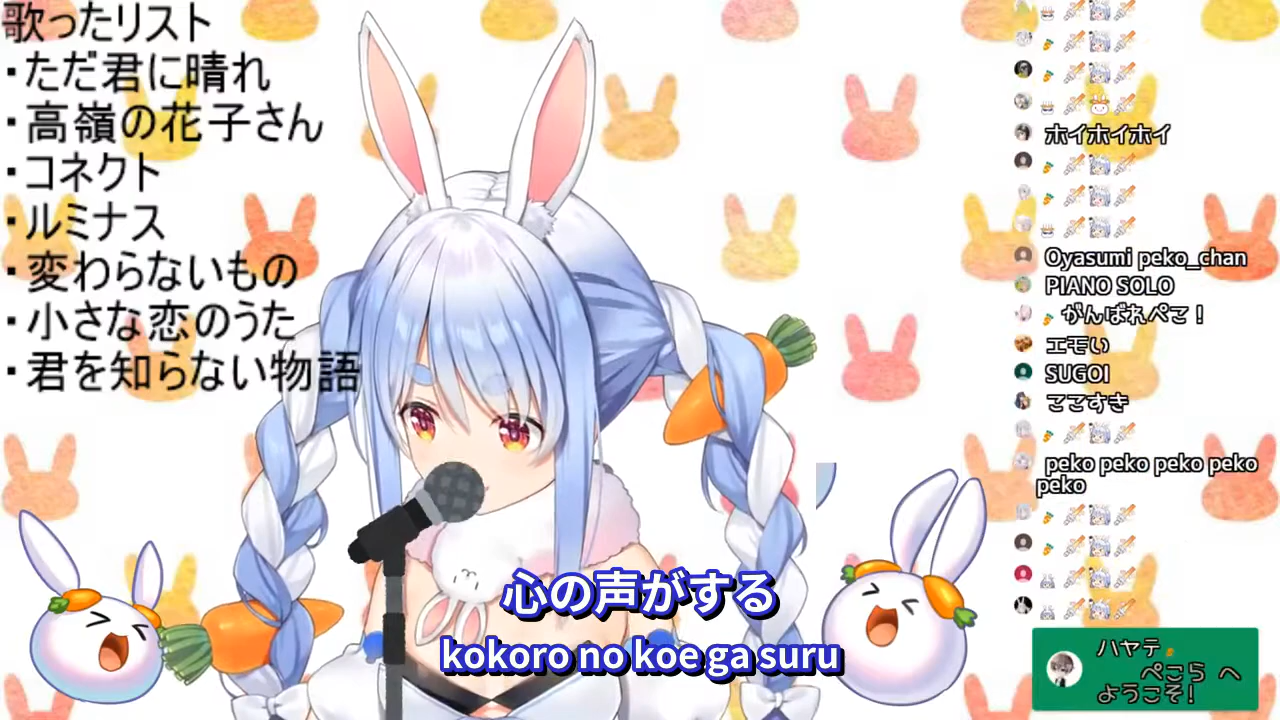 歌ったリスト
・ただ君に晴れ
・高嶺の花子さん
・コネクト
・ルミナス
・変わらないもの
・小さな恋のうた
・君を知らない物語
ホイホイホイ
Oyasumi peko_chan
PIANO SOLO
がんばれぺこ！
エモい
SUGOI
ここすき
peko peko peko peko
peko
心の声がする
kokoro no koe ga suru
ハヤテ
ぺこら へ
ようこそ!